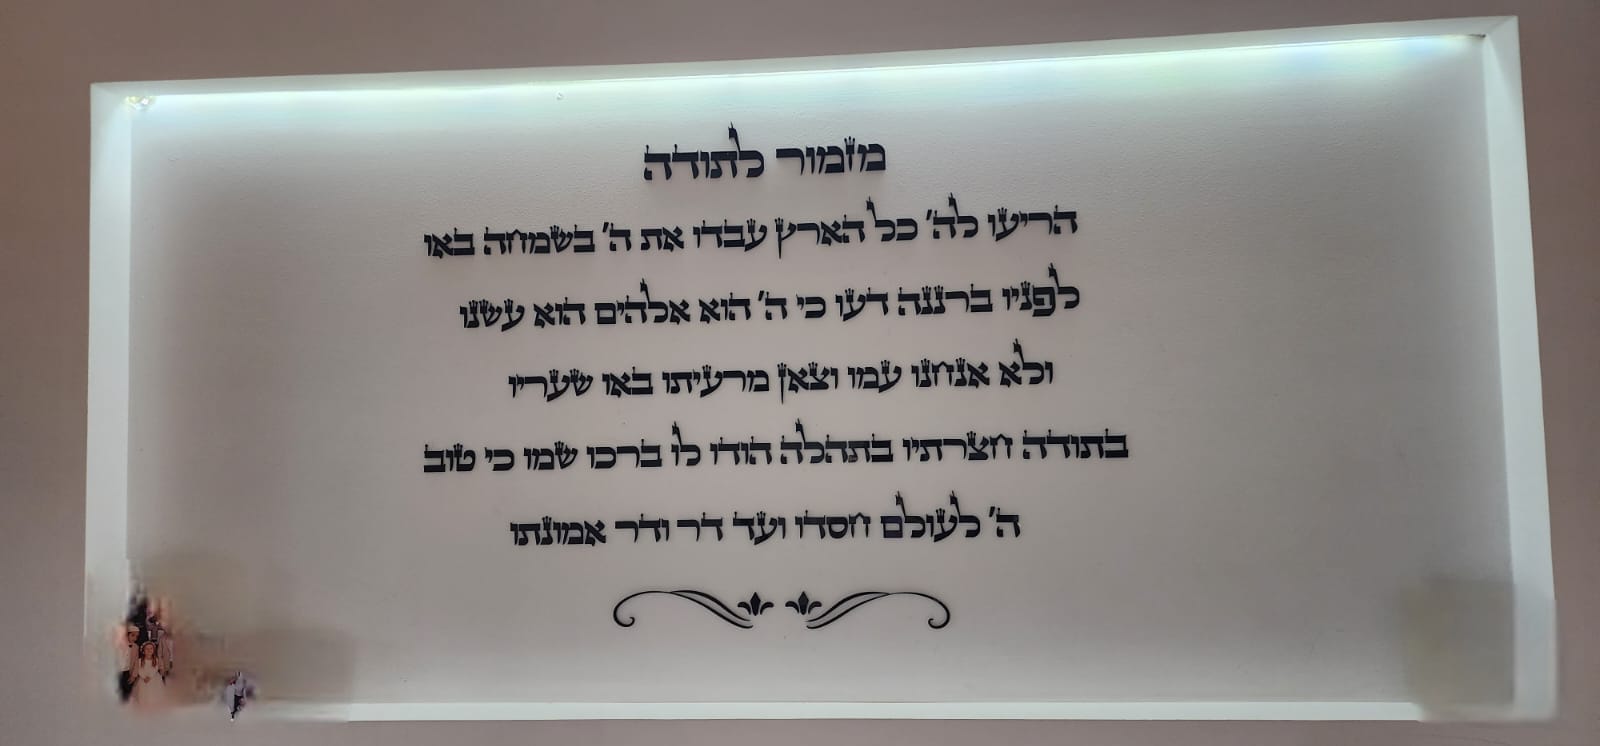 מזמור לתודה
הריעו לה' כל הארץ עבדו את ה' בשמחה באו
לפניו ברננה דעו כי ה' הוא אלהים הוא עשנו
ולא אנחנו עמו וצאן מרעיתו באו שעריו
בתודה חצרתיו בתהלה הודו לו ברכו שמו כי טוב
ה' לעולם חסדו ועד דר ודר אמונתו